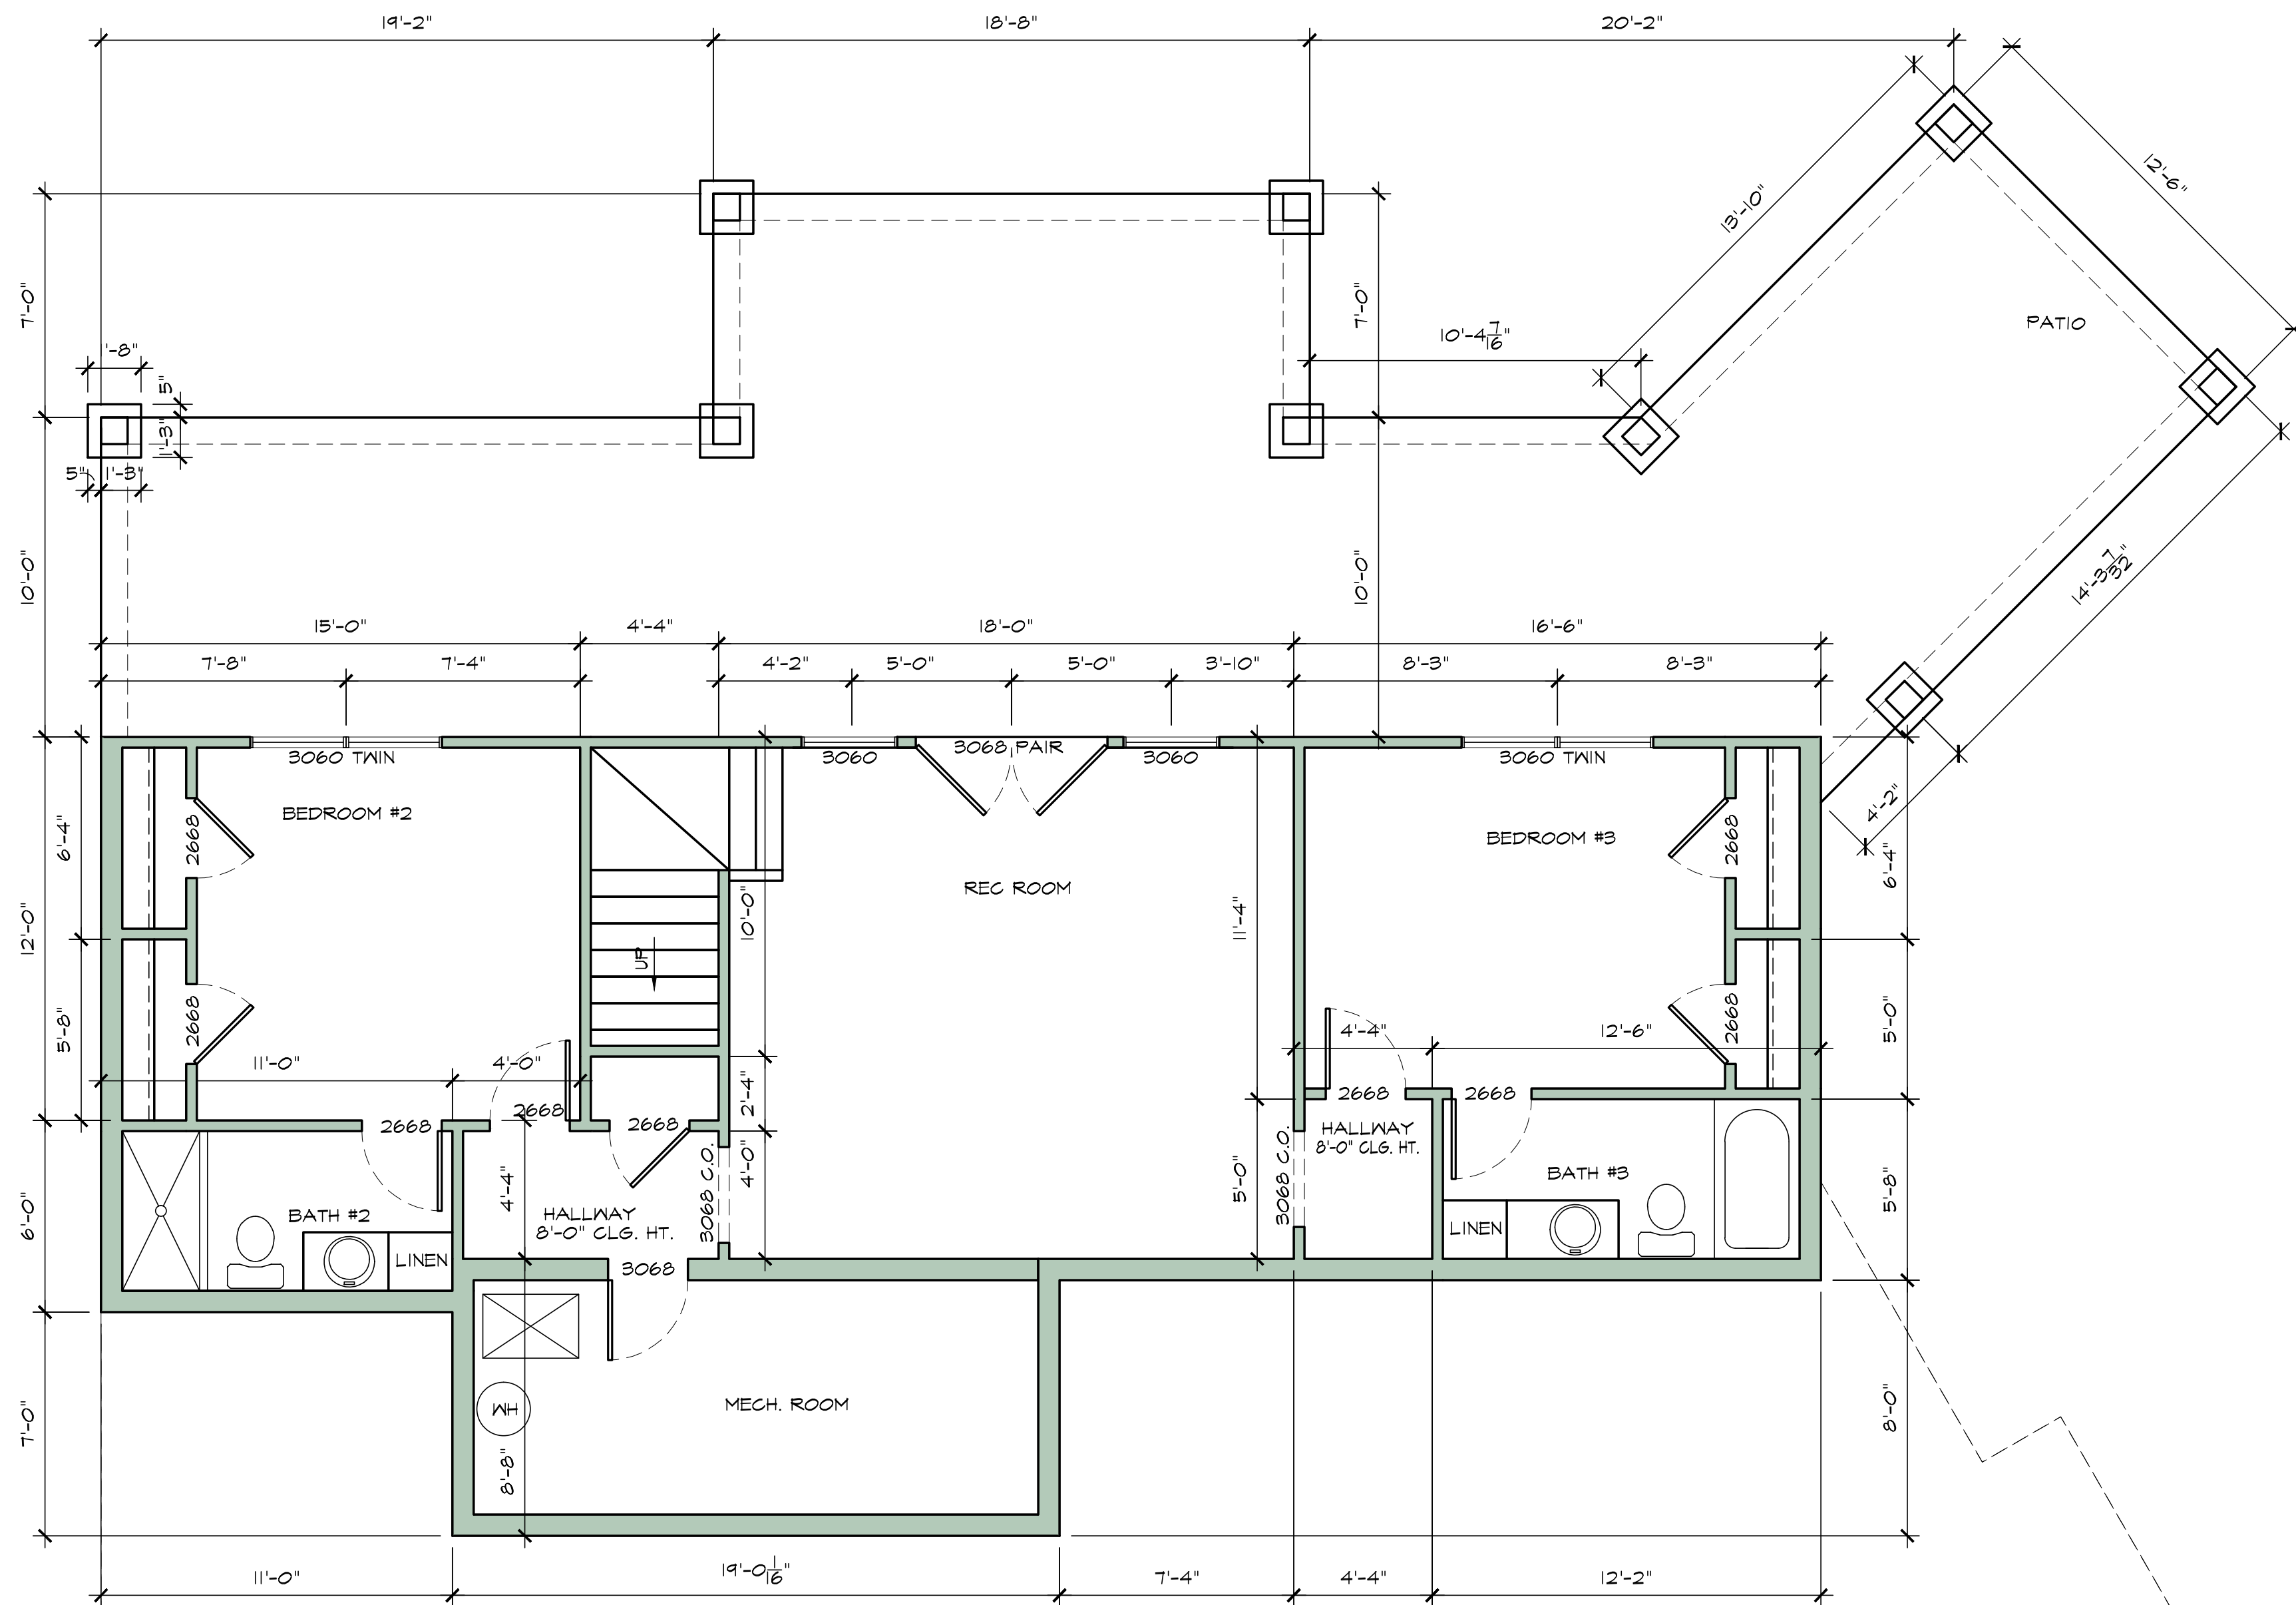 19'-2" 18'-8" 20'-2"
12'-6"
13'-10"
7'-0" 7'-0"
PATIO
10'-4 7/16"
'-8" 5"
1'-3"
5" 1'-3"
10'-0" 10'-0"
14'-3 7/32"
15'-0" 4'-4" 18'-0" 16'-6"
7'-8" 7'-4" 4'-2" 5'-0" 5'-0" 3'-10" 8'-3" 8'-3"
3060 TWIN 3060 3068 PAIR 3060 3060 TWIN
4'-2"
BEDROOM #2 BEDROOM #3
6'-4" 2668 2668 6'-4"
REC ROOM
12'-0" 10'-0" 11'-4"
UP
5'-8" 2668 2668 5'-0"
4'-4" 12'-6"
11'-0" 4'-0"
2'-4"
2668 2668 2668 2668 2668
HALLWAY
8'-0" CLG. HT.
4'-4" 3068 C.O. 4'-0" 5'-0" 3068 C.O.
BATH #3
6'-0" 5'-8"
BATH #2
HALLWAY
8'-0" CLG. HT.
LINEN LINEN
3068
WH
MECH. ROOM
7'-0" 8'-8" 8'-0"
11'-0" 19'-0 1/16" 7'-4" 4'-4" 12'-2"